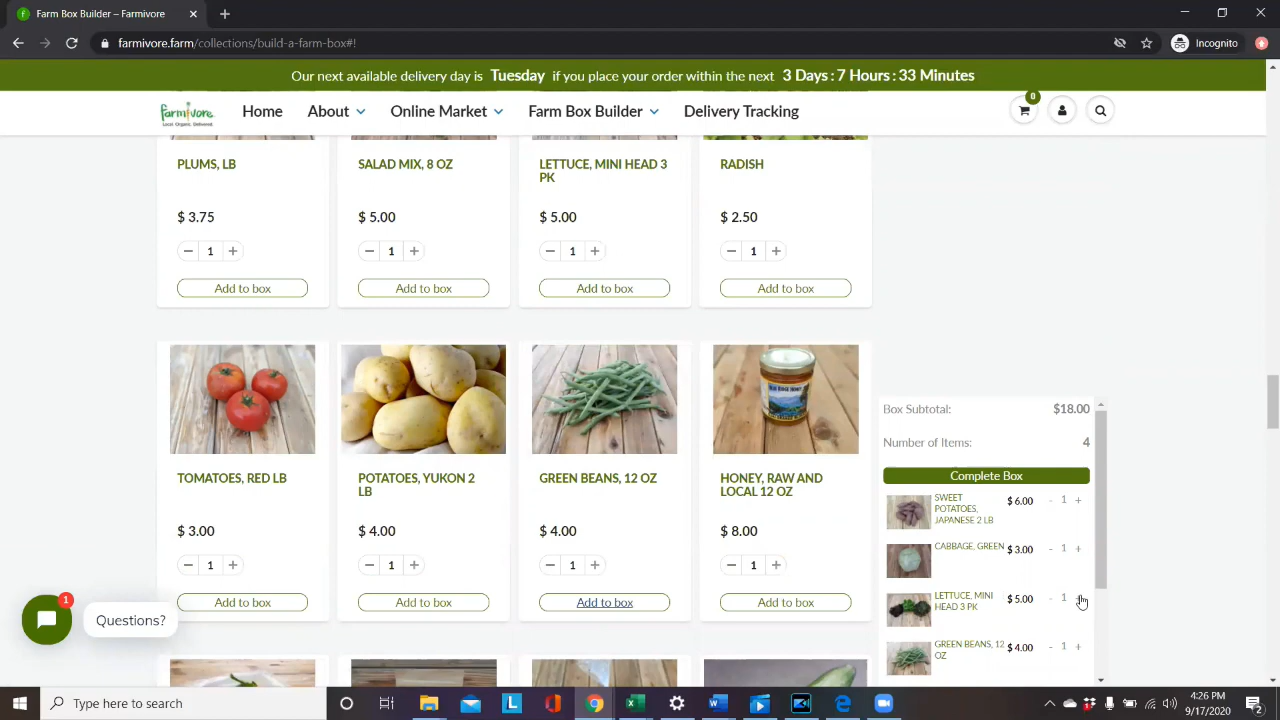 Farm Box Builder – Farmivore
farmivore.farm/collections/build-a-farm-box#!
Incognito
Our next available delivery day is Tuesday if you place your order within the next 3 Days : 7 Hours : 33 Minutes
farmivore
Local. Organic. Delivered.
Home
About
Online Market
Farm Box Builder
Delivery Tracking
0
PLUMS, LB
$ 3.75
1
Add to box
SALAD MIX, 8 OZ
$ 5.00
1
Add to box
LETTUCE, MINI HEAD 3
PK
$ 5.00
1
Add to box
RADISH
$ 2.50
1
Add to box
TOMATOES, RED LB
$ 3.00
1
Add to box
POTATOES, YUKON 2
LB
$ 4.00
1
Add to box
GREEN BEANS, 12 OZ
$ 4.00
1
Add to box
HONEY, RAW AND
LOCAL 12 OZ
$ 8.00
1
Add to box
Box Subtotal: $18.00
Number of Items: 4
Complete Box
SWEET
POTATOES,
JAPANESE 2 LB
$ 6.00 - 1 +
CABBAGE, GREEN $ 3.00 - 1 +
LETTUCE, MINI
HEAD 3 PK
$ 5.00 - 1 +
GREEN BEANS, 12
OZ
$ 4.00 - 1 +
1
Questions?
Type here to search
4:26 PM
9/17/2020
2